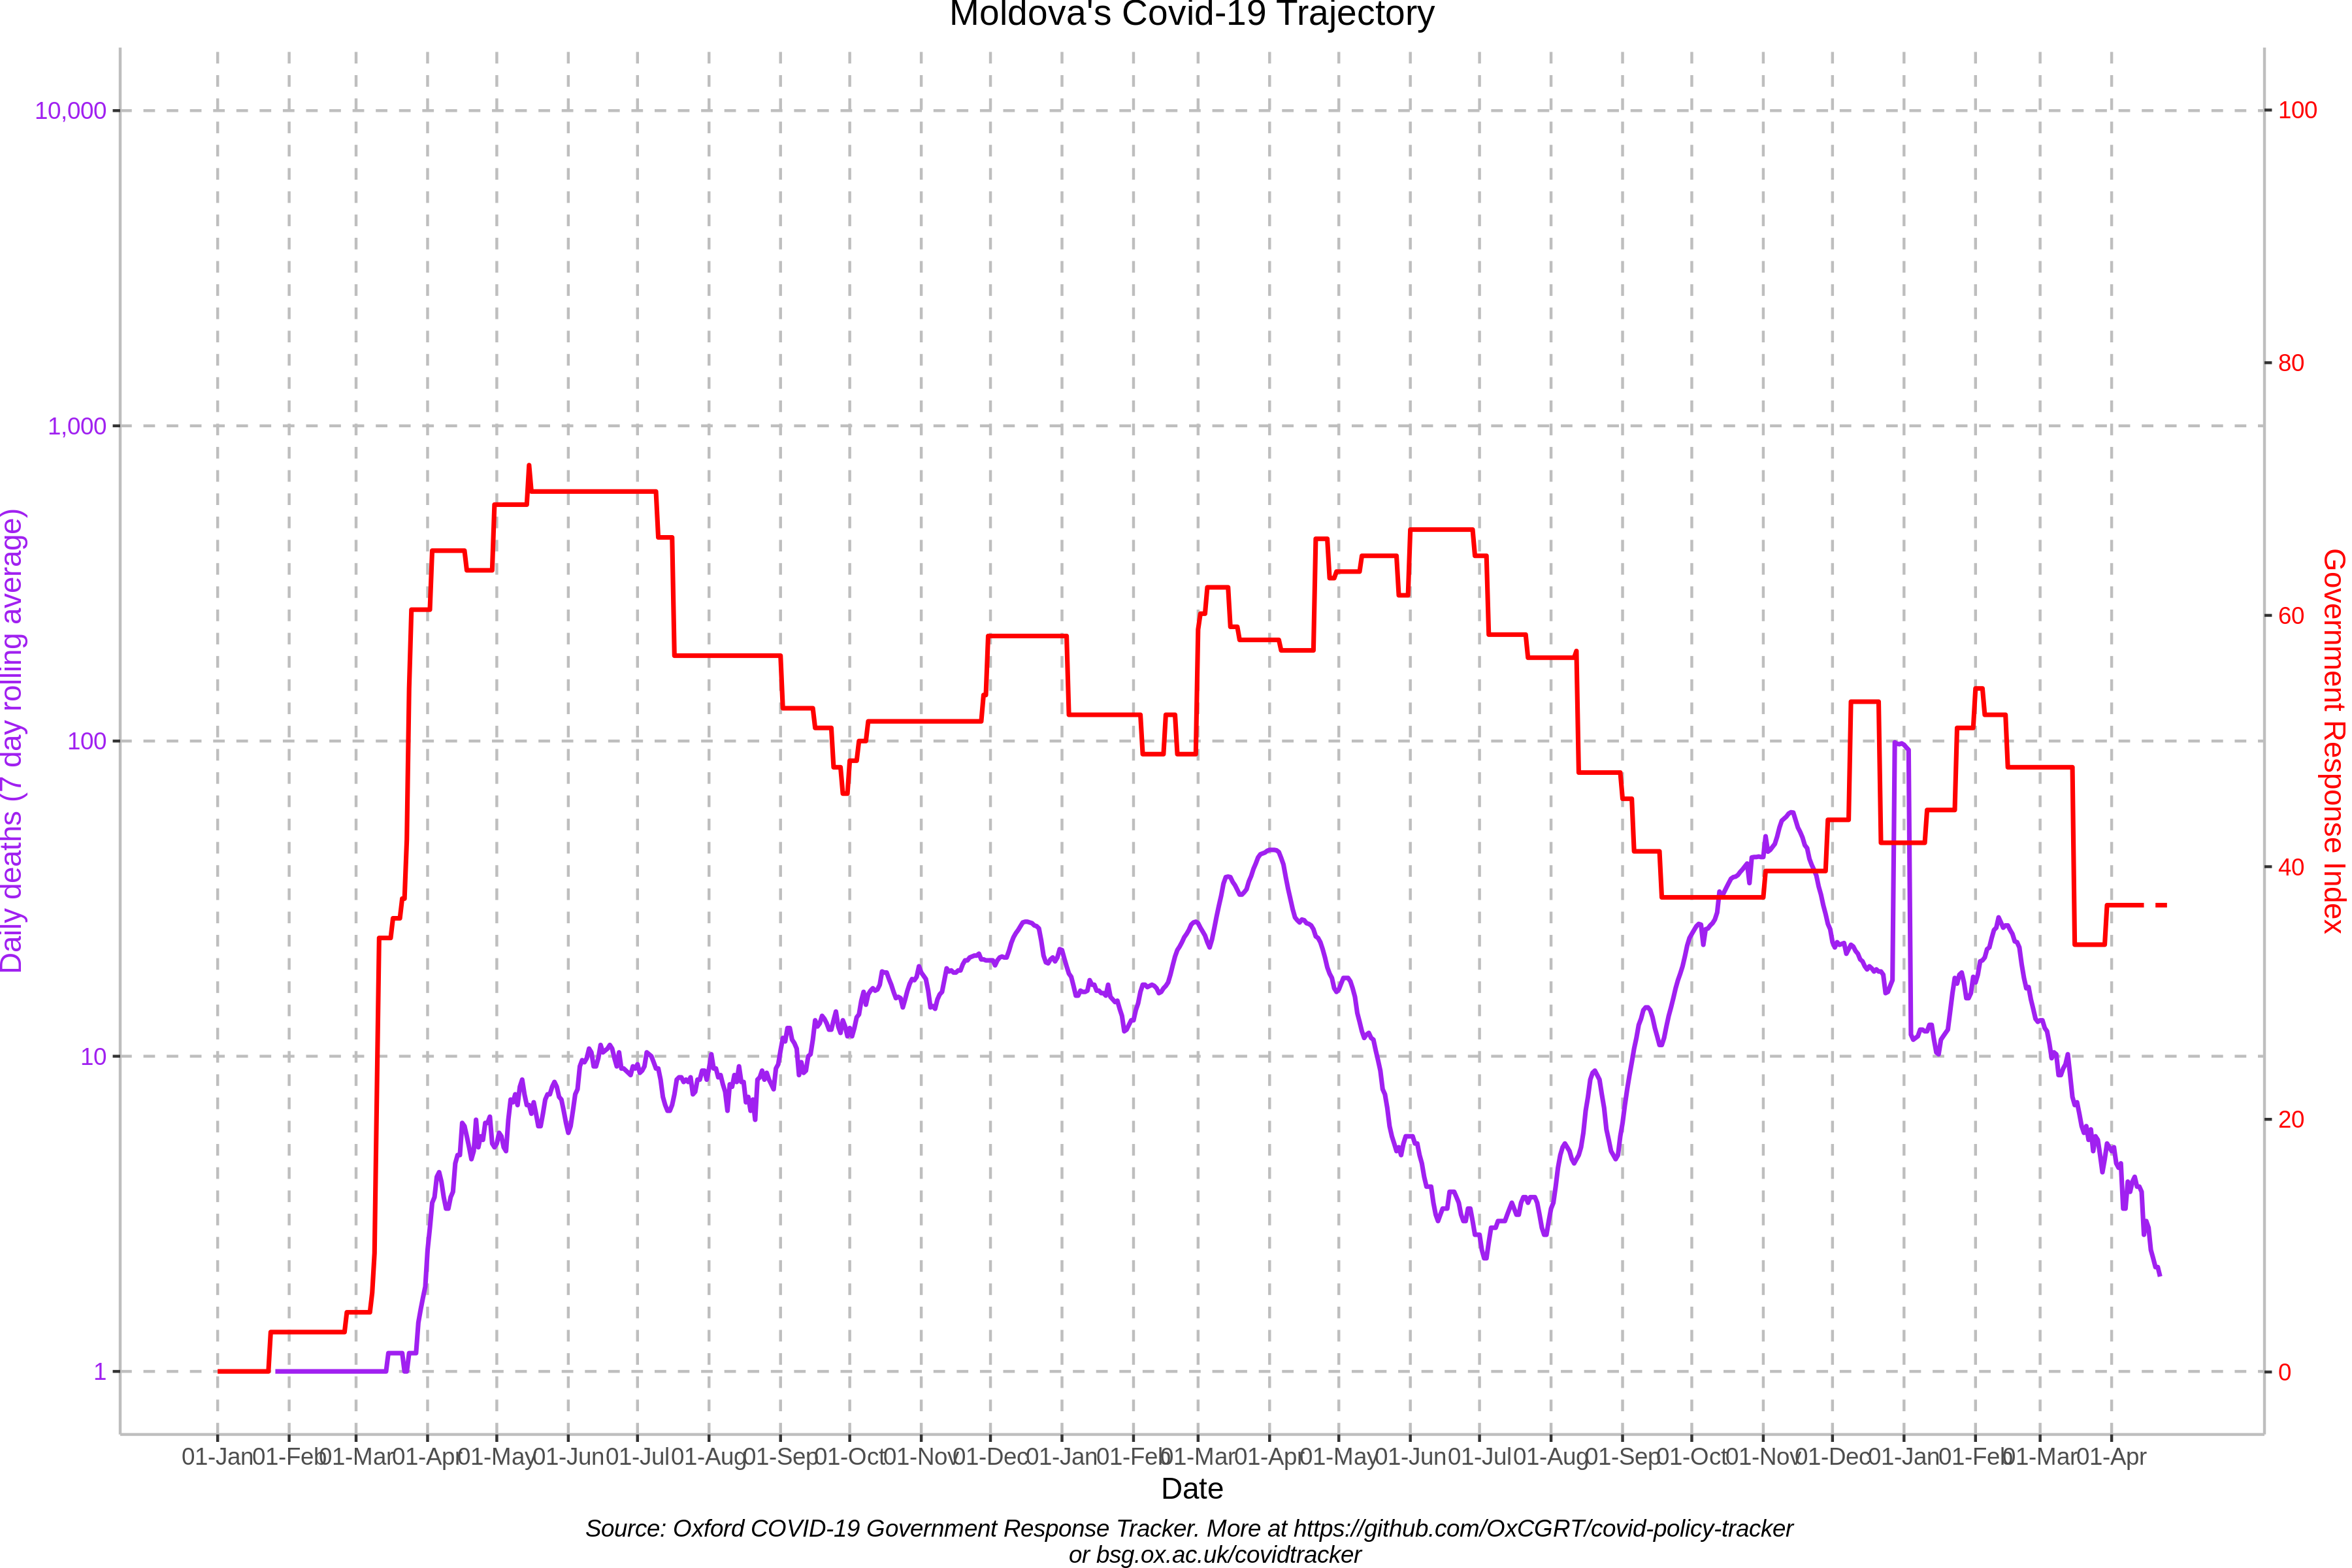 Moldova's Covid-19 Trajectory
Daily deaths (7 day rolling average)
10,000
1,000
100
10
1
100
80
60
40
20
0
Government Response Index
01-Jan 01-Feb 01-Mar 01-Apr 01-May 01-Jun 01-Jul 01-Aug 01-Sep 01-Oct 01-Nov 01-Dec 01-Jan 01-Feb 01-Mar 01-Apr 01-May 01-Jun 01-Jul 01-Aug 01-Sep 01-Oct 01-Nov 01-Dec 01-Jan 01-Feb 01-Mar 01-Apr
Date
Source: Oxford COVID-19 Government Response Tracker. More at https://github.com/OxCGRT/covid-policy-tracker
or bsg.ox.ac.uk/covidtracker